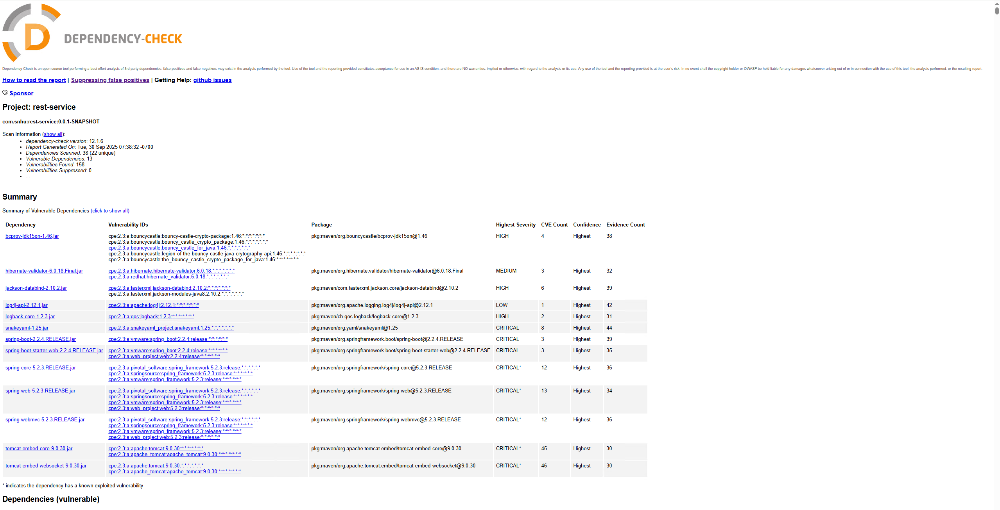 D DEPENDENCY-CHECK
Dependency-Check is an open source tool performing a best effort analysis of 3rd party dependencies; false positives and false negatives may exist in the analysis performed by the tool. Use of the tool and the reporting provided constitutes acceptance for use in an AS IS condition, and there are NO warranties, implied or otherwise, with regard to the analysis or its use. Any use of the tool and the reporting provided is at the user's risk. In no event shall the copyright holder or OWASP be held liable for any damages whatsoever arising out of or in connection with the use of this tool, the analysis performed, or the resulting report.
How to read the report | Suppressing false positives | Getting Help: github issues
Sponsor
Project: rest-service
com.snhu:rest-service:0.0.1-SNAPSHOT
Scan Information (show all):
• dependency-check version: 12.1.6
• Report Generated On: Tue, 30 Sep 2025 07:38:32 -0700
• Dependencies Scanned: 38 (22 unique)
• Vulnerable Dependencies: 13
• Vulnerabilities Found: 158
• Vulnerabilities Suppressed: 0
• ...
Summary
Summary of Vulnerable Dependencies (click to show all)
Dependency Vulnerability IDs Package Highest Severity CVE Count Confidence Evidence Count
bcprov-jdk15on-1.46.jar cpe:2.3:a:bouncycastle:bouncy-castle-crypto-package:1.46:*:*:*:*:*:*:* pkg:maven/org.bouncycastle/bcprov-jdk15on@1.46 HIGH 4 Highest 38
cpe:2.3:a:bouncycastle:bouncy_castle_crypto_package:1.46:*:*:*:*:*:*:*
cpe:2.3:a:bouncycastle:bouncy_castle_for_java:1.46:*:*:*:*:*:*:*
cpe:2.3:a:bouncycastle:legion-of-the-bouncy-castle-java-crytography-api:1.46:*:*:*:*:*:*:*
cpe:2.3:a:bouncycastle:the_bouncy_castle_crypto_package_for_java:1.46:*:*:*:*:*:*:*
hibernate-validator-6.0.18.Final.jar cpe:2.3:a:hibernate:hibernate-validator:6.0.18:*:*:*:*:*:*:* pkg:maven/org.hibernate.validator/hibernate-validator@6.0.18.Final MEDIUM 3 Highest 32
cpe:2.3:a:redhat:hibernate_validator:6.0.18:*:*:*:*:*:*:*
jackson-databind-2.10.2.jar cpe:2.3:a:fasterxml:jackson-databind:2.10.2:*:*:*:*:*:*:* pkg:maven/com.fasterxml.jackson.core/jackson-databind@2.10.2 HIGH 6 Highest 39
cpe:2.3:a:fasterxml:jackson-modules-java8:2.10.2:*:*:*:*:*:*:*
log4j-api-2.12.1.jar cpe:2.3:a:apache:log4j:2.12.1:*:*:*:*:*:*:* pkg:maven/org.apache.logging.log4j/log4j-api@2.12.1 LOW 1 Highest 42
logback-core-1.2.3.jar cpe:2.3:a:qos:logback:1.2.3:*:*:*:*:*:*:* pkg:maven/ch.qos.logback/logback-core@1.2.3 HIGH 2 Highest 31
snakeyaml-1.25.jar cpe:2.3:a:snakeyaml_project:snakeyaml:1.25:*:*:*:*:*:*:* pkg:maven/org.yaml/snakeyaml@1.25 CRITICAL 8 Highest 44
spring-boot-2.2.4.RELEASE.jar cpe:2.3:a:vmware:spring_boot:2.2.4:release:*:*:*:*:*:* pkg:maven/org.springframework.boot/spring-boot@2.2.4.RELEASE CRITICAL 3 Highest 39
spring-boot-starter-web-2.2.4.RELEASE.jar cpe:2.3:a:vmware:spring_boot:2.2.4:release:*:*:*:*:*:* pkg:maven/org.springframework.boot/spring-boot-starter-web@2.2.4.RELEASE CRITICAL 3 Highest 35
cpe:2.3:a:web_project:web:2.2.4:release:*:*:*:*:*:*
spring-core-5.2.3.RELEASE.jar cpe:2.3:a:pivotal_software:spring_framework:5.2.3:release:*:*:*:*:*:* pkg:maven/org.springframework/spring-core@5.2.3.RELEASE CRITICAL* 12 Highest 36
cpe:2.3:a:springsource:spring_framework:5.2.3:release:*:*:*:*:*:*
cpe:2.3:a:vmware:spring_framework:5.2.3:release:*:*:*:*:*:*
spring-web-5.2.3.RELEASE.jar cpe:2.3:a:pivotal_software:spring_framework:5.2.3:release:*:*:*:*:*:* pkg:maven/org.springframework/spring-web@5.2.3.RELEASE CRITICAL* 13 Highest 34
cpe:2.3:a:springsource:spring_framework:5.2.3:release:*:*:*:*:*:*
cpe:2.3:a:vmware:spring_framework:5.2.3:release:*:*:*:*:*:*
cpe:2.3:a:web_project:web:5.2.3:release:*:*:*:*:*:*
spring-webmvc-5.2.3.RELEASE.jar cpe:2.3:a:pivotal_software:spring_framework:5.2.3:release:*:*:*:*:*:* pkg:maven/org.springframework/spring-webmvc@5.2.3.RELEASE CRITICAL* 12 Highest 36
cpe:2.3:a:springsource:spring_framework:5.2.3:release:*:*:*:*:*:*
cpe:2.3:a:vmware:spring_framework:5.2.3:release:*:*:*:*:*:*
cpe:2.3:a:web_project:web:5.2.3:release:*:*:*:*:*:*
tomcat-embed-core-9.0.30.jar cpe:2.3:a:apache:tomcat:9.0.30:*:*:*:*:*:*:* pkg:maven/org.apache.tomcat.embed/tomcat-embed-core@9.0.30 CRITICAL* 45 Highest 30
cpe:2.3:a:apache_tomcat:apache_tomcat:9.0.30:*:*:*:*:*:*:*
tomcat-embed-websocket-9.0.30.jar cpe:2.3:a:apache:tomcat:9.0.30:*:*:*:*:*:*:* pkg:maven/org.apache.tomcat.embed/tomcat-embed-websocket@9.0.30 CRITICAL* 46 Highest 30
cpe:2.3:a:apache_tomcat:apache_tomcat:9.0.30:*:*:*:*:*:*:*
* indicates the dependency has a known exploited vulnerability
Dependencies (vulnerable)